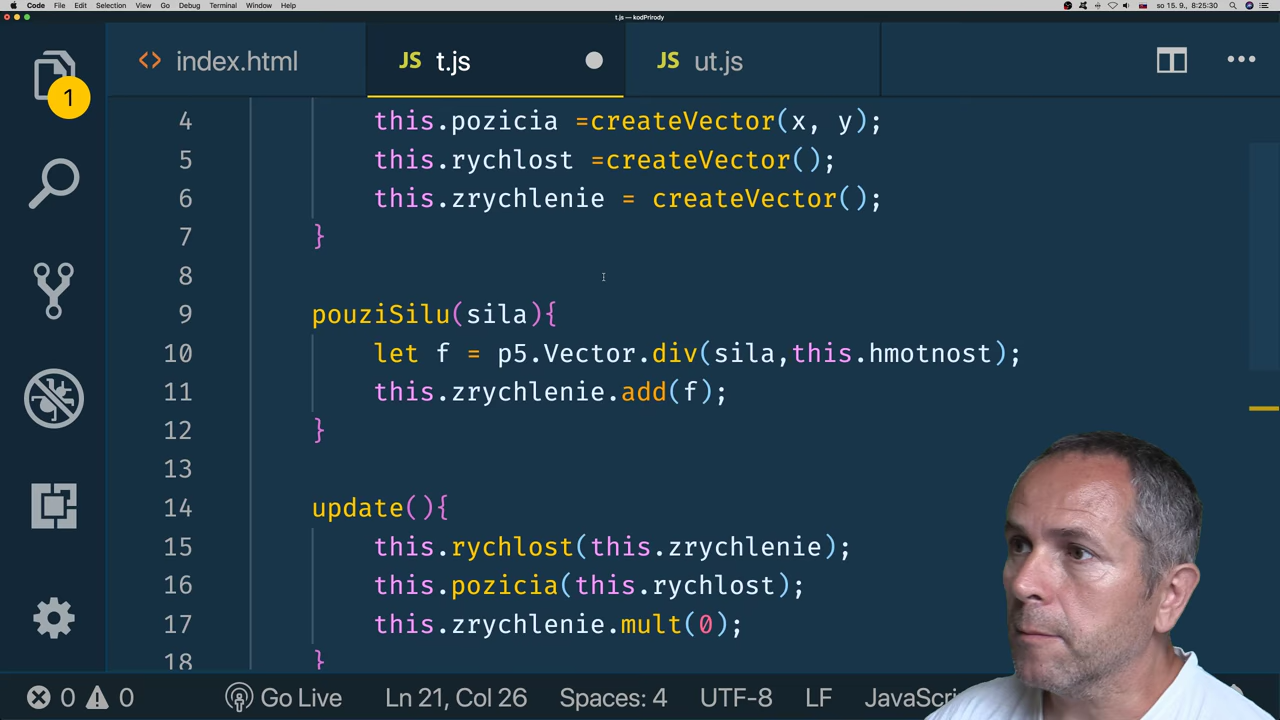 Code File Edit Selection View Go Debug Terminal Window Help so 15. 9., 8:25:30
t.js — kodPrirody
<> index.html JS t.js JS ut.js
1
4 this.pozicia =createVector(x, y);
5 this.rychlost =createVector();
6 this.zrychlenie = createVector();
7 }
8
9 pouziSilu(sila){
10 let f = p5.Vector.div(sila,this.hmotnost);
11 this.zrychlenie.add(f);
12 }
13
14 update(){
15 this.rychlost(this.zrychlenie);
16 this.pozicia(this.rychlost);
17 this.zrychlenie.mult(0);
18 }
0 0 Go Live Ln 21, Col 26 Spaces: 4 UTF-8 LF JavaScri